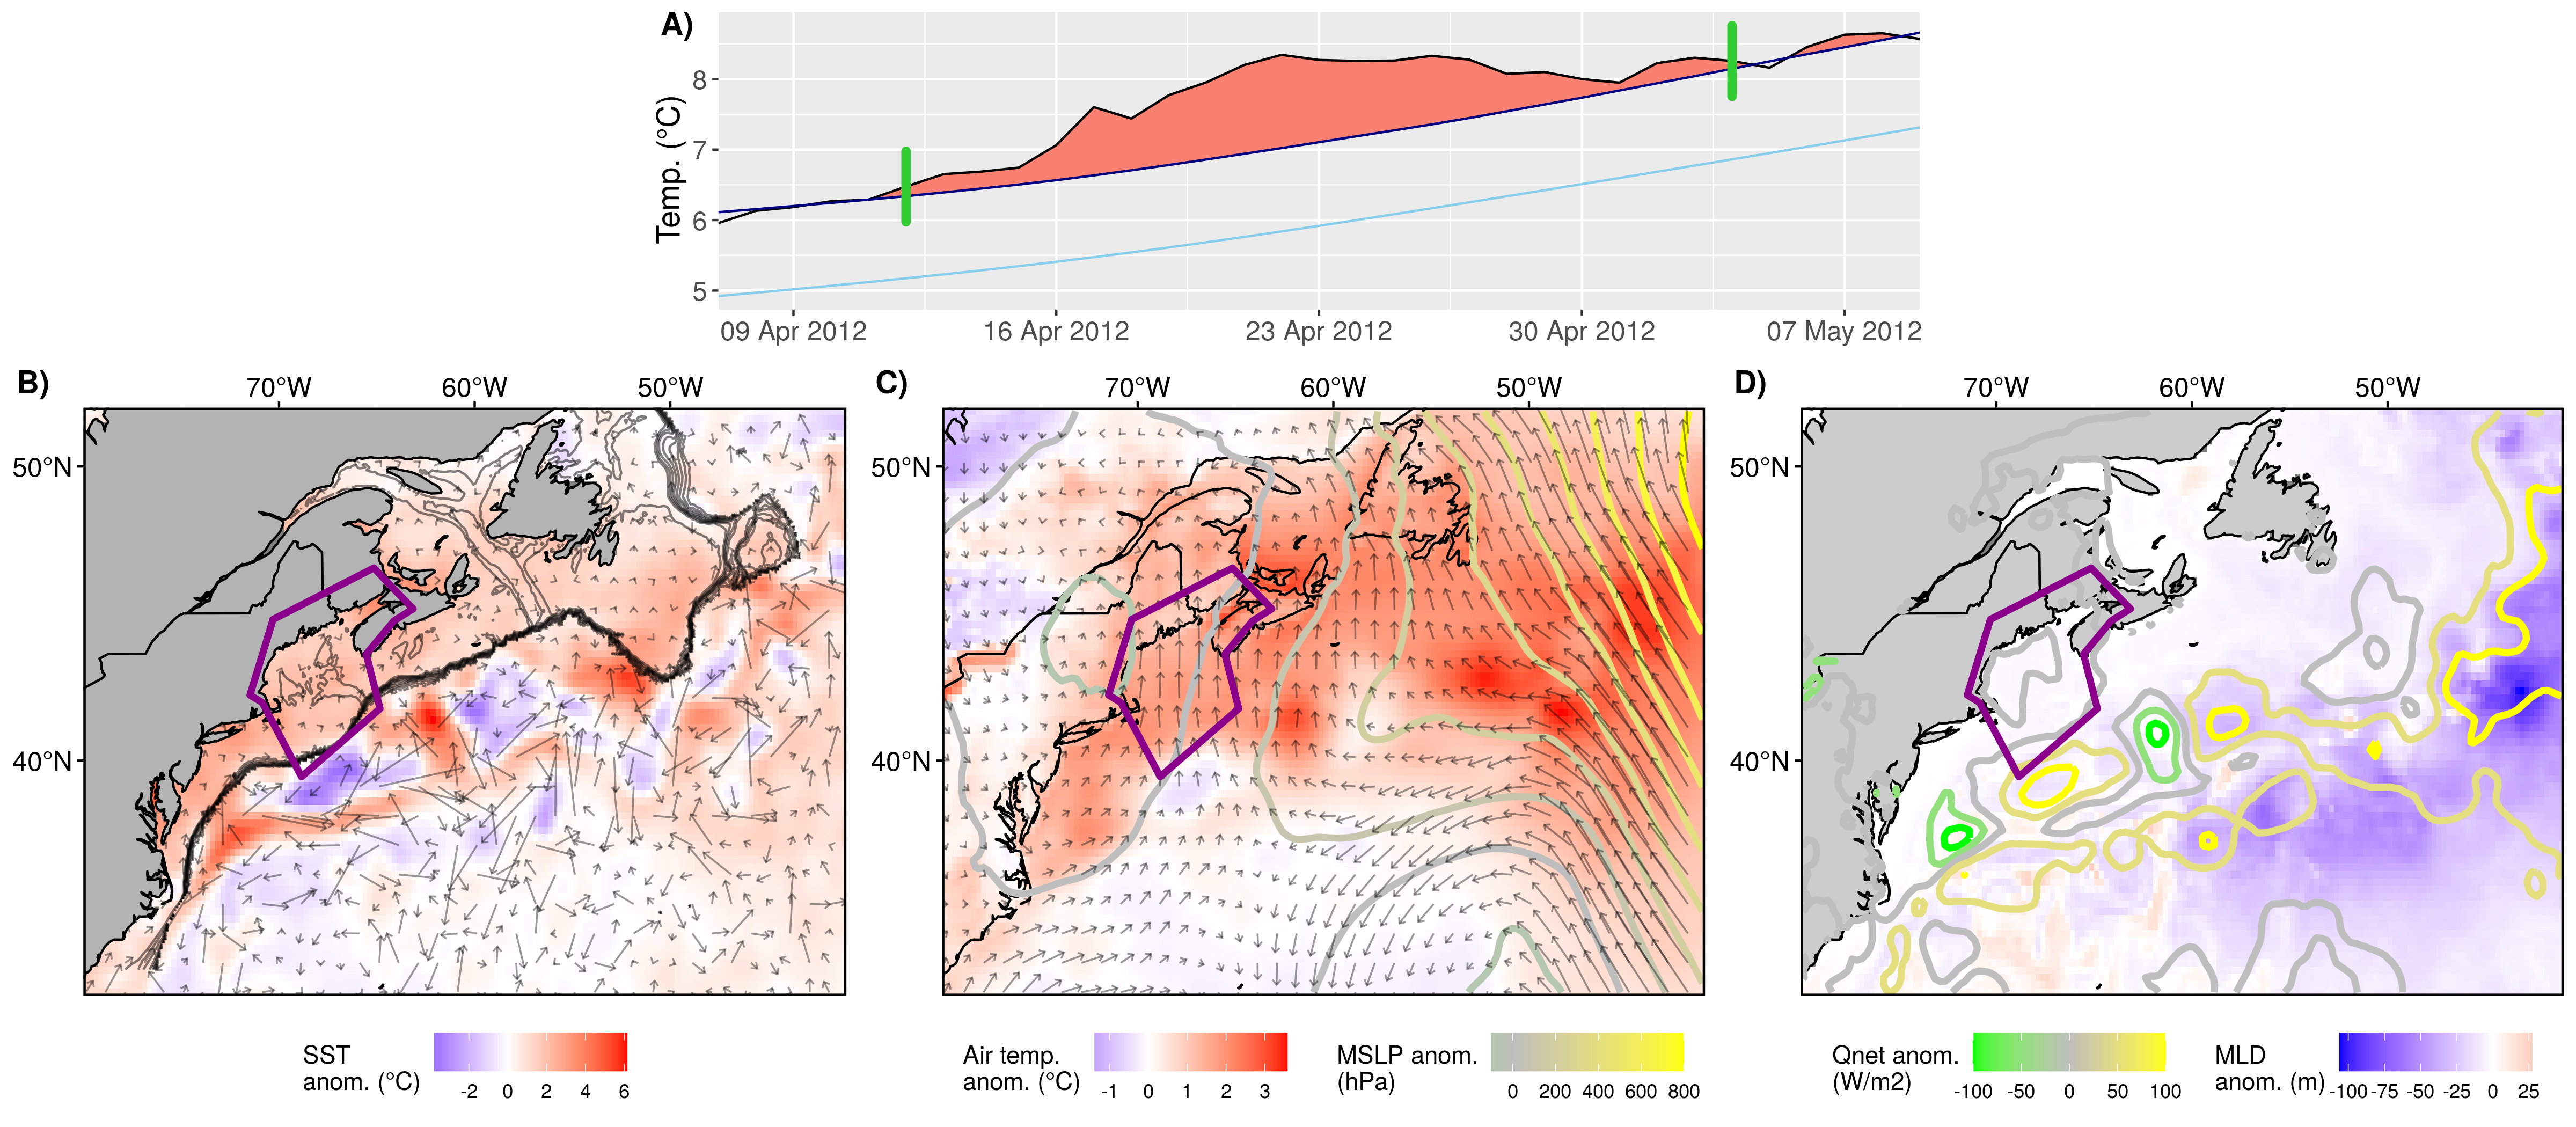 A)
Temp. (°C)
8
7
6
5
09 Apr 2012 16 Apr 2012 23 Apr 2012 30 Apr 2012 07 May 2012
B)
70°W 60°W 50°W
50°N
40°N
SST
anom. (°C)
-2 0 2 4 6
C)
70°W 60°W 50°W
50°N
40°N
Air temp.
anom. (°C)
-1 0 1 2 3
MSLP anom.
(hPa)
0 200 400 600 800
D)
70°W 60°W 50°W
50°N
40°N
Qnet anom.
(W/m2)
-100 -50 0 50 100
MLD
anom. (m)
-100 -75 -50 -25 0 25